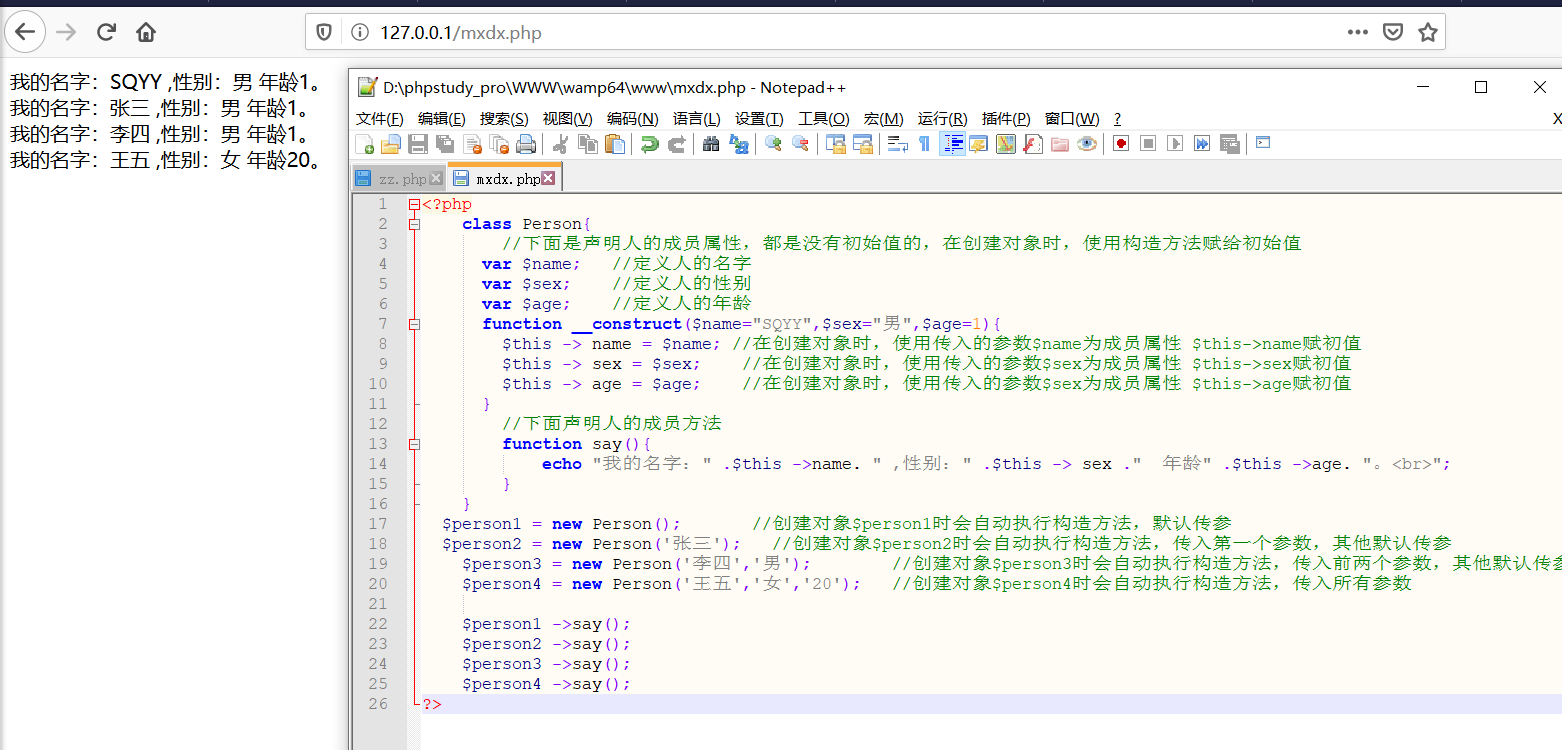 127.0.0.1/mxdx.php
我的名字：SQYY ,性别：男 年龄1。
我的名字：张三 ,性别：男 年龄1。
我的名字：李四 ,性别：男 年龄1。
我的名字：王五 ,性别：女 年龄20。
D:\phpstudy_pro\WWW\wamp64\www\mxdx.php - Notepad++
文件(F) 编辑(E) 搜索(S) 视图(V) 编码(N) 语言(L) 设置(T) 工具(O) 宏(M) 运行(R) 插件(P) 窗口(W) ? X
zz.php mxdx.php
1 <?php
2 class Person{
3 //下面是声明人的成员属性，都是没有初始值的，在创建对象时，使用构造方法赋给初始值
4 var $name; //定义人的名字
5 var $sex; //定义人的性别
6 var $age; //定义人的年龄
7 function __construct($name="SQYY",$sex="男",$age=1){
8 $this -> name = $name; //在创建对象时，使用传入的参数$name为成员属性 $this->name赋初值
9 $this -> sex = $sex; //在创建对象时，使用传入的参数$sex为成员属性 $this->sex赋初值
10 $this -> age = $age; //在创建对象时，使用传入的参数$sex为成员属性 $this->age赋初值
11 }
12 //下面声明人的成员方法
13 function say(){
14 echo "我的名字：" .$this ->name. " ,性别：" .$this -> sex ."  年龄" .$this ->age. "。<br>";
15 }
16 }
17 $person1 = new Person(); //创建对象$person1时会自动执行构造方法，默认传参
18 $person2 = new Person('张三'); //创建对象$person2时会自动执行构造方法，传入第一个参数，其他默认传参
19 $person3 = new Person('李四','男'); //创建对象$person3时会自动执行构造方法，传入前两个参数，其他默认传参
20 $person4 = new Person('王五','女','20'); //创建对象$person4时会自动执行构造方法，传入所有参数
21
22 $person1 ->say();
23 $person2 ->say();
24 $person3 ->say();
25 $person4 ->say();
26 ?>